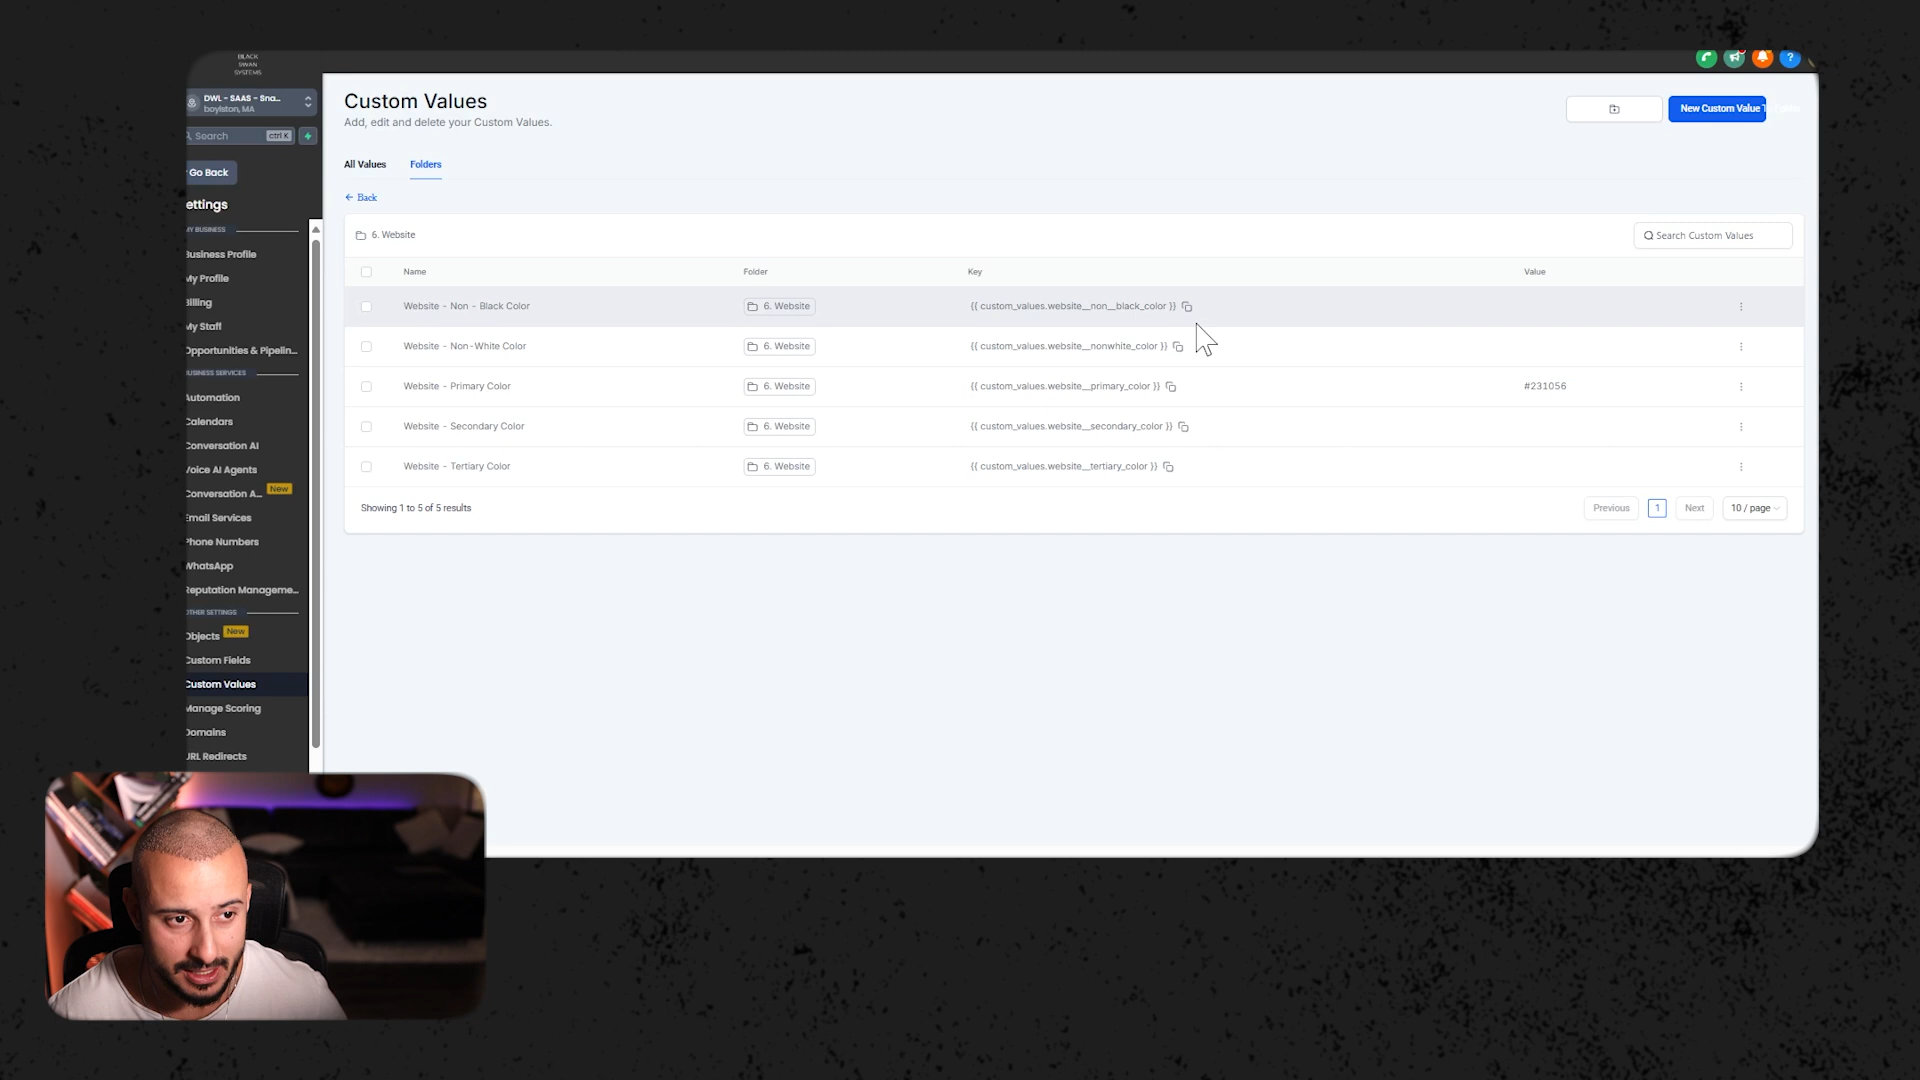 BLACK
SWAN
SYSTEMS
DWL - SAAS - Sna...
boylston, MA
Search ctrl K
Go Back
ettings
MY BUSINESS
Business Profile
My Profile
Billing
My Staff
Opportunities & Pipelin...
BUSINESS SERVICES
Automation
Calendars
Conversation AI
Voice AI Agents
Conversation A... New
Email Services
Phone Numbers
WhatsApp
Reputation Manageme...
OTHER SETTINGS
Objects New
Custom Fields
Custom Values
Manage Scoring
Domains
URL Redirects
?
Custom Values
Add, edit and delete your Custom Values.
New Custom Value
All Values Folders
← Back
6. Website
Search Custom Values
Name Folder Key Value
Website - Non - Black Color 6. Website {{ custom_values.website__non__black_color }}
Website - Non-White Color 6. Website {{ custom_values.website__nonwhite_color }}
Website - Primary Color 6. Website {{ custom_values.website__primary_color }} #231056
Website - Secondary Color 6. Website {{ custom_values.website__secondary_color }}
Website - Tertiary Color 6. Website {{ custom_values.website__tertiary_color }}
Showing 1 to 5 of 5 results
Previous 1 Next 10 / page